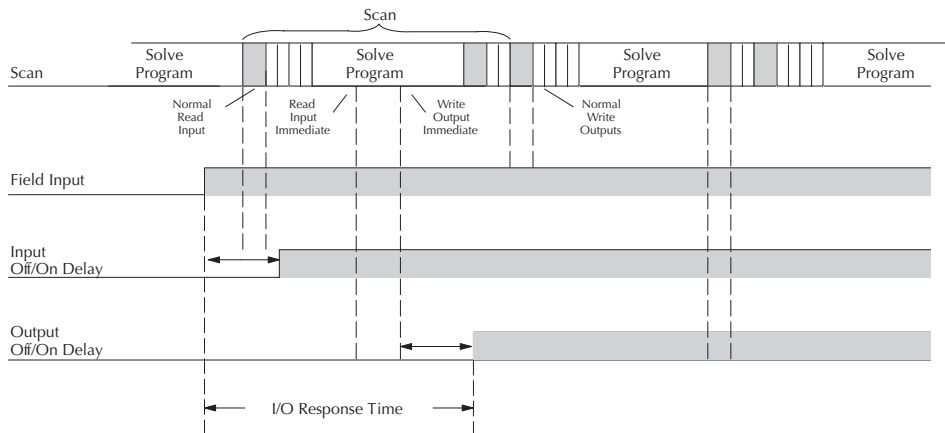 Scan
Scan
Solve
Program
Solve
Program
Solve
Program
Solve
Program
Normal
Read
Input
Read
Input
Immediate
Write
Output
Immediate
Normal
Write
Outputs
Field Input
Input
Off/On Delay
Output
Off/On Delay
I/O Response Time